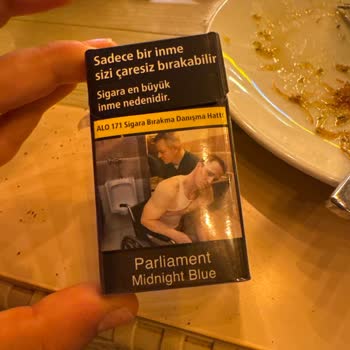 Sadece bir inme
sizi çaresiz bırakabilir
Sigara en büyük
inme nedenidir.
ALO 171 Sigara Bırakma Danışma Hattı
Parliament
Midnight Blue